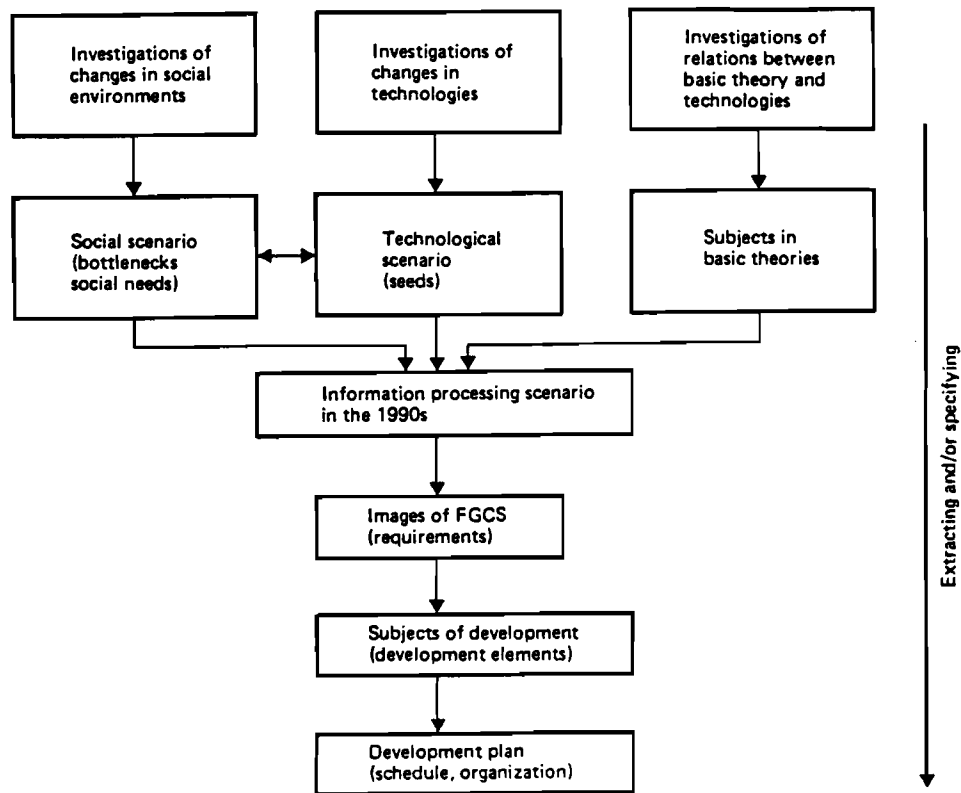 Investigations of
changes in social
environments
Investigations of
changes in
technologies
Investigations of
relations between
basic theory and
technologies
Social scenario
(bottlenecks
social needs)
Technological
scenario
(seeds)
Subjects in
basic theories
Information processing scenario
in the 1990s
Images of FGCS
(requirements)
Subjects of development
(development elements)
Development plan
(schedule, organization)
Extracting and/or specifying